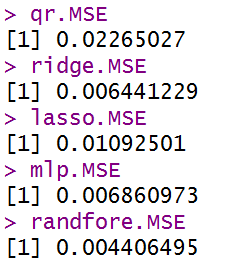 > qr.MSE
[1] 0.02265027
> ridge.MSE
[1] 0.006441229
> lasso.MSE
[1] 0.01092501
> mlp.MSE
[1] 0.006860973
> randfore.MSE
[1] 0.004406495